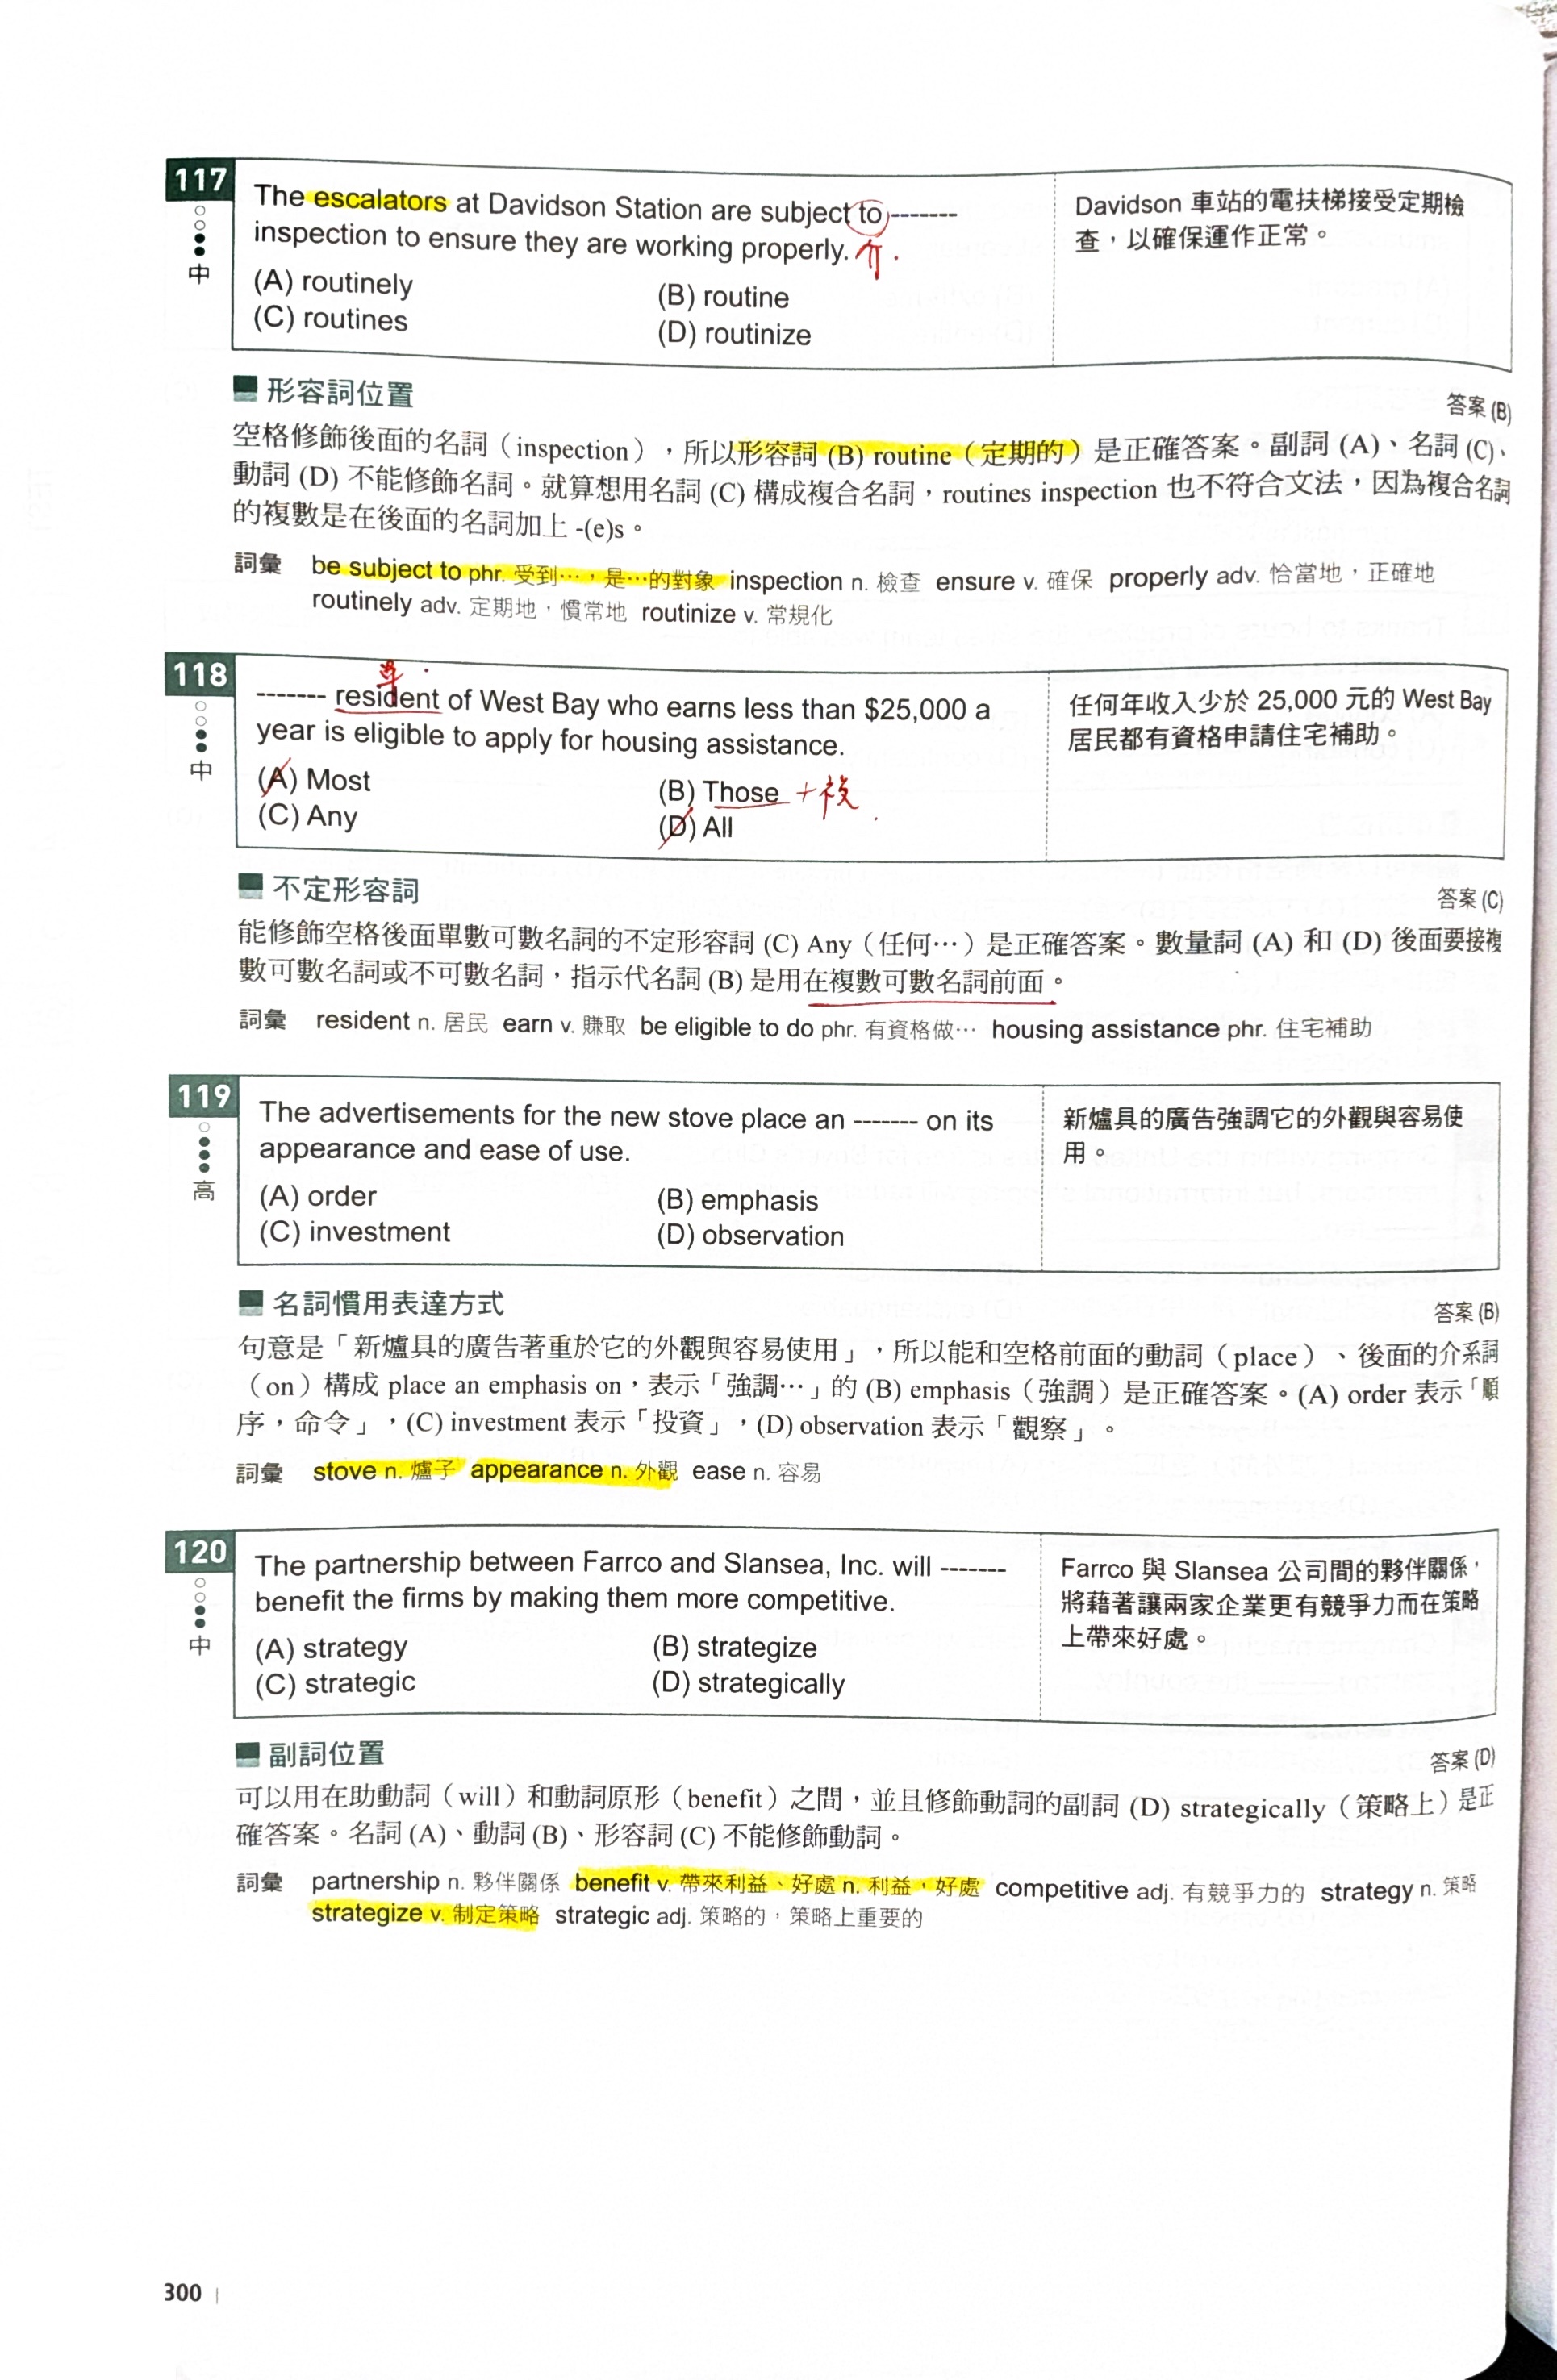 117
中
The escalators at Davidson Station are subject to -------
inspection to ensure they are working properly. 介.
(A) routinely (B) routine
(C) routines (D) routinize
Davidson 車站的電扶梯接受定期檢
查，以確保運作正常。
形容詞位置
答案 (B)
空格修飾後面的名詞（inspection），所以形容詞 (B) routine（定期的）是正確答案。副詞 (A)、名詞 (C)、
動詞 (D) 不能修飾名詞。就算想用名詞 (C) 構成複合名詞，routines inspection 也不符合文法，因為複合名詞
的複數是在後面的名詞加上 -(e)s。
詞彙 be subject to phr. 受到…，是…的對象 inspection n. 檢查 ensure v. 確保 properly adv. 恰當地，正確地
routinely adv. 定期地，慣常地 routinize v. 常規化
118
中
單
------- resident of West Bay who earns less than $25,000 a
year is eligible to apply for housing assistance.
(A) Most (B) Those +複
(C) Any (D) All
任何年收入少於 25,000 元的 West Bay
居民都有資格申請住宅補助。
不定形容詞
答案 (C)
能修飾空格後面單數可數名詞的不定形容詞 (C) Any（任何…）是正確答案。數量詞 (A) 和 (D) 後面要接複
數可數名詞或不可數名詞，指示代名詞 (B) 是用在複數可數名詞前面。
詞彙 resident n. 居民 earn v. 賺取 be eligible to do phr. 有資格做… housing assistance phr. 住宅補助
119
高
The advertisements for the new stove place an ------- on its
appearance and ease of use.
(A) order (B) emphasis
(C) investment (D) observation
新爐具的廣告強調它的外觀與容易使
用。
名詞慣用表達方式
答案 (B)
句意是「新爐具的廣告著重於它的外觀與容易使用」，所以能和空格前面的動詞（place）、後面的介系詞
（on）構成 place an emphasis on，表示「強調…」的 (B) emphasis（強調）是正確答案。(A) order 表示「順
序，命令」，(C) investment 表示「投資」，(D) observation 表示「觀察」。
詞彙 stove n. 爐子 appearance n. 外觀 ease n. 容易
120
中
The partnership between Farrco and Slansea, Inc. will -------
benefit the firms by making them more competitive.
(A) strategy (B) strategize
(C) strategic (D) strategically
Farrco 與 Slansea 公司間的夥伴關係，
將藉著讓兩家企業更有競爭力而在策略
上帶來好處。
副詞位置
答案 (D)
可以用在助動詞（will）和動詞原形（benefit）之間，並且修飾動詞的副詞 (D) strategically（策略上）是正
確答案。名詞 (A)、動詞 (B)、形容詞 (C) 不能修飾動詞。
詞彙 partnership n. 夥伴關係 benefit v. 帶來利益、好處 n. 利益，好處 competitive adj. 有競爭力的 strategy n. 策略
strategize v. 制定策略 strategic adj. 策略的，策略上重要的
300